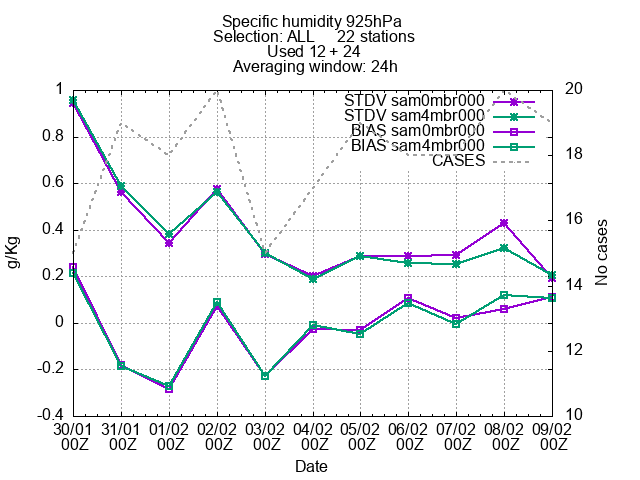 Specific humidity 925hPa
Selection: ALL 22 stations
Used 12 + 24
Averaging window: 24h
STDV sam0mbr000
STDV sam4mbr000
BIAS sam0mbr000
BIAS sam4mbr000
CASES
1
0.8
0.6
0.4
0.2
0
-0.2
-0.4
g/Kg
20
18
16
14
12
10
No cases
30/01 31/01 01/02 02/02 03/02 04/02 05/02 06/02 07/02 08/02 09/02
00Z 00Z 00Z 00Z 00Z 00Z 00Z 00Z 00Z 00Z 00Z
Date